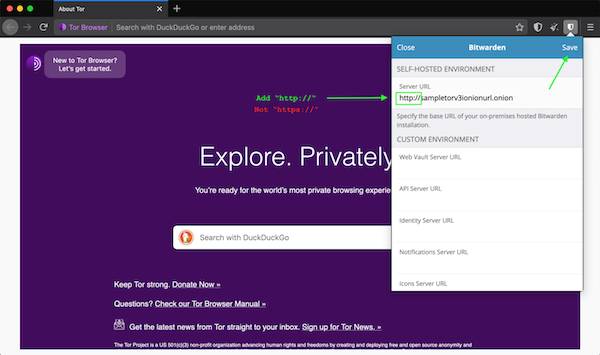 About Tor
Tor Browser
Search with DuckDuckGo or enter address
New to Tor Browser?
Let's get started.
Close
Bitwarden
Save
SELF-HOSTED ENVIRONMENT
Server URL
http://sampletorv3ionionurl.onion
Specify the base URL of your on-premises hosted Bitwarden
installation.
CUSTOM ENVIRONMENT
Web Vault Server URL
API Server URL
Identity Server URL
Notifications Server URL
Icons Server URL
Add "http://"
Not "https://"
Explore. Privately
You're ready for the world's most private browsing experie
Search with DuckDuckGo
Keep Tor strong. Donate Now »
Questions? Check our Tor Browser Manual »
Get the latest news from Tor straight to your inbox. Sign up for Tor News. »
The Tor Project is a US 501(c)(3) non-profit organization advancing human rights and freedoms by creating and deploying free and open source anonymity and